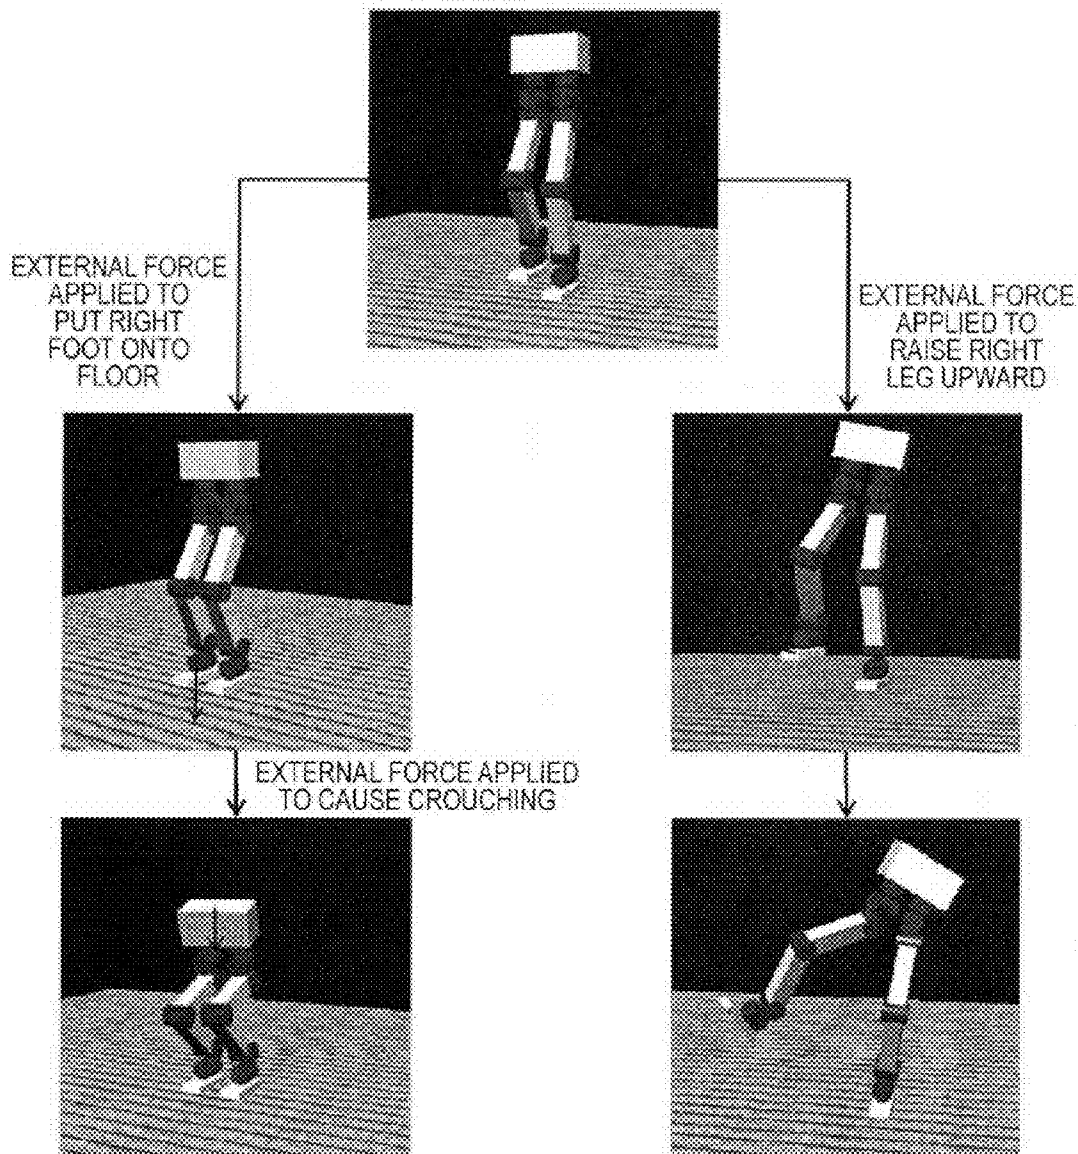 EXTERNAL FORCE
APPLIED TO
PUT RIGHT
FOOT ONTO
FLOOR
EXTERNAL FORCE
APPLIED TO
RAISE RIGHT
LEG UPWARD
EXTERNAL FORCE APPLIED
TO CAUSE CROUCHING